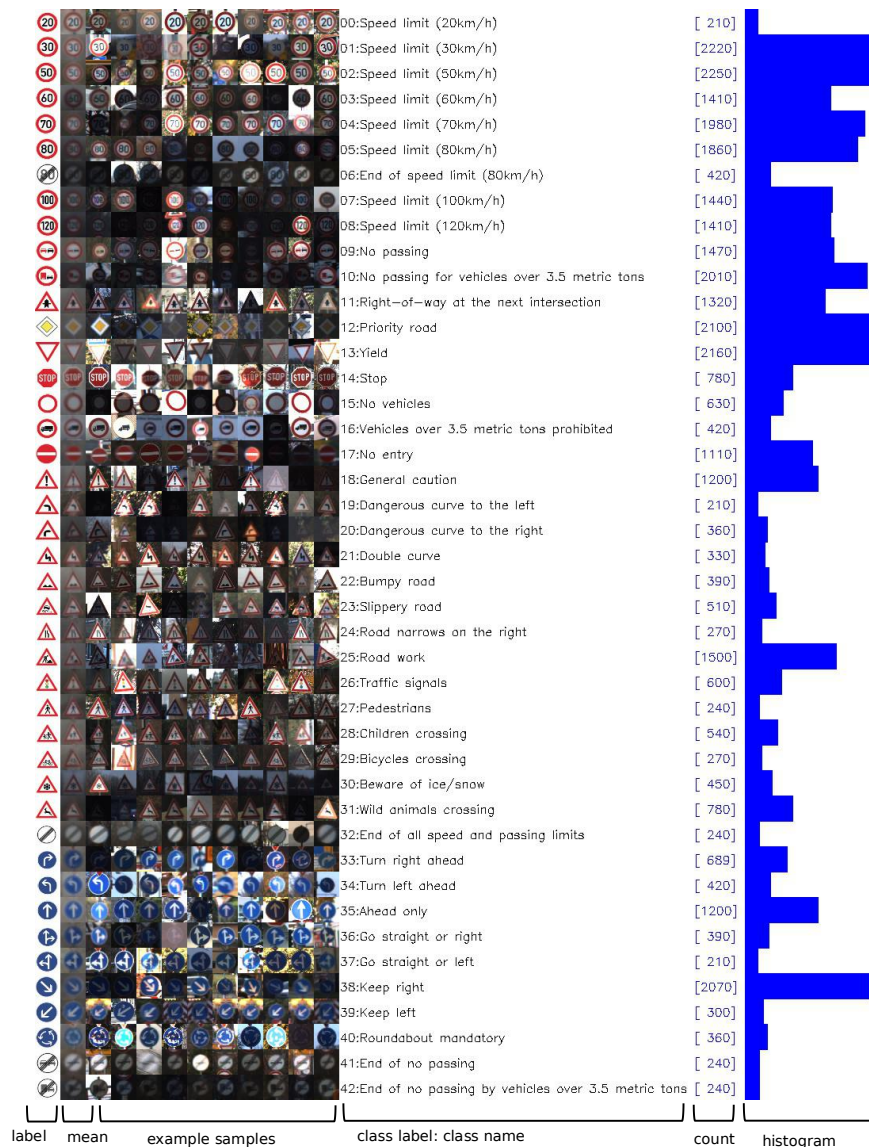 20 00:Speed limit (20km/h) [ 210]
30 01:Speed limit (30km/h) [2220]
50 02:Speed limit (50km/h) [2250]
60 03:Speed limit (60km/h) [1410]
70 04:Speed limit (70km/h) [1980]
80 05:Speed limit (80km/h) [1860]
80 06:End of speed limit (80km/h) [ 420]
100 07:Speed limit (100km/h) [1440]
120 08:Speed limit (120km/h) [1410]
09:No passing [1470]
10:No passing for vehicles over 3.5 metric tons [2010]
11:Right-of-way at the next intersection [1320]
12:Priority road [2100]
13:Yield [2160]
STOP 14:Stop [ 780]
15:No vehicles [ 630]
16:Vehicles over 3.5 metric tons prohibited [ 420]
17:No entry [1110]
18:General caution [1200]
19:Dangerous curve to the left [ 210]
20:Dangerous curve to the right [ 360]
21:Double curve [ 330]
22:Bumpy road [ 390]
23:Slippery road [ 510]
24:Road narrows on the right [ 270]
25:Road work [1500]
26:Traffic signals [ 600]
27:Pedestrians [ 240]
28:Children crossing [ 540]
29:Bicycles crossing [ 270]
30:Beware of ice/snow [ 450]
31:Wild animals crossing [ 780]
32:End of all speed and passing limits [ 240]
33:Turn right ahead [ 689]
34:Turn left ahead [ 420]
35:Ahead only [1200]
36:Go straight or right [ 390]
37:Go straight or left [ 210]
38:Keep right [2070]
39:Keep left [ 300]
40:Roundabout mandatory [ 360]
41:End of no passing [ 240]
42:End of no passing by vehicles over 3.5 metric tons [ 240]
label mean example samples class label: class name count histogram